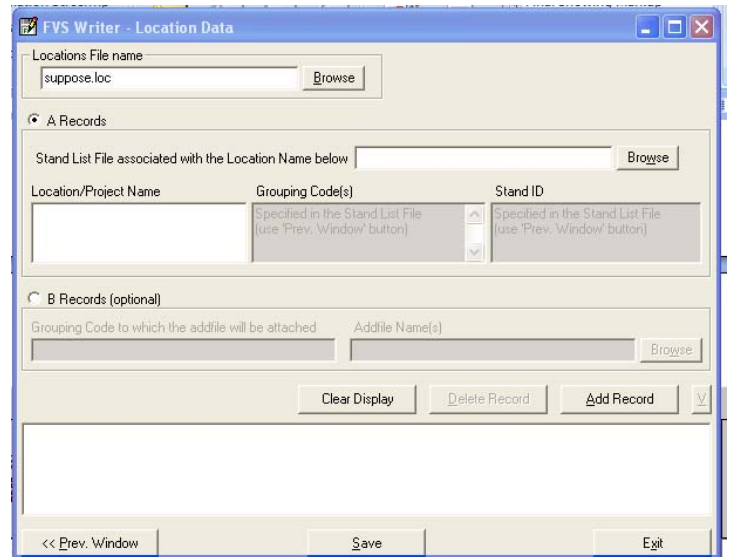 FVS Writer - Location Data
Locations File name
suppose.loc
Browse
A Records
Stand List File associated with the Location Name below
Browse
Location/Project Name
Grouping Code(s)
Stand ID
Specified in the Stand List File
(use 'Prev. Window' button)
Specified in the Stand List File
(use 'Prev. Window' button)
B Records (optional)
Grouping Code to which the addfile will be attached
Addfile Name(s)
Browse
Clear Display
Delete Record
Add Record
V
<< Prev. Window
Save
Exit